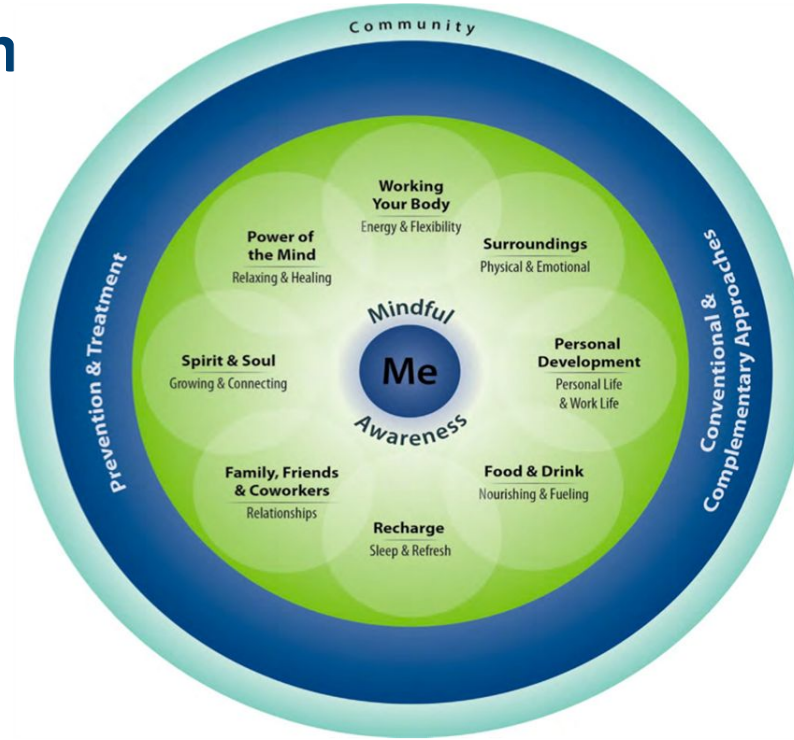 Community
Prevention & Treatment
Conventional &
Complementary Approaches
Working
Your Body
Energy & Flexibility
Surroundings
Physical & Emotional
Personal
Development
Personal Life
& Work Life
Food & Drink
Nourishing & Fueling
Recharge
Sleep & Refresh
Family, Friends
& Coworkers
Relationships
Spirit & Soul
Growing & Connecting
Power of
the Mind
Relaxing & Healing
Mindful
Me
Awareness